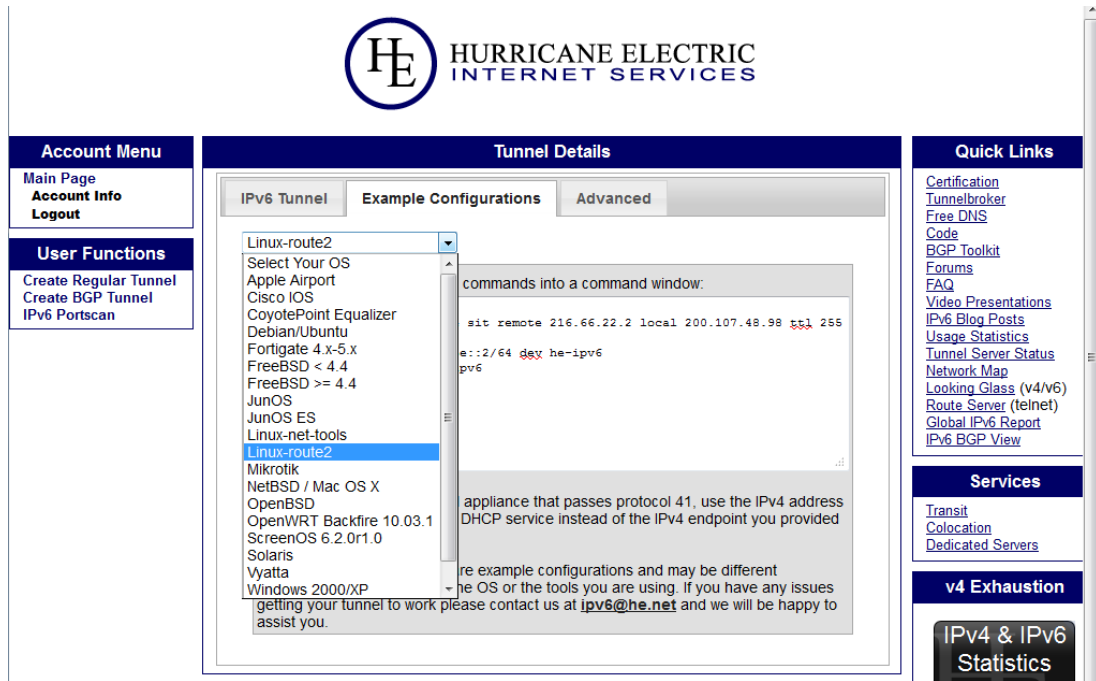 HE
HURRICANE ELECTRIC
INTERNET SERVICES
Account Menu
Main Page
Account Info
Logout
User Functions
Create Regular Tunnel
Create BGP Tunnel
IPv6 Portscan
Tunnel Details
IPv6 Tunnel
Example Configurations
Advanced
Linux-route2
Select Your OS
Apple Airport
Cisco IOS
CoyotePoint Equalizer
Debian/Ubuntu
Fortigate 4.x-5.x
FreeBSD < 4.4
FreeBSD >= 4.4
JunOS
JunOS ES
Linux-net-tools
Linux-route2
Mikrotik
NetBSD / Mac OS X
OpenBSD
OpenWRT Backfire 10.03.1
ScreenOS 6.2.0r1.0
Solaris
Vyatta
Windows 2000/XP
commands into a command window:
sit remote 216.66.22.2 local 200.107.48.98 ttl 255
e::2/64 dev he-ipv6
pv6
appliance that passes protocol 41, use the IPv4 address
DHCP service instead of the IPv4 endpoint you provided
re example configurations and may be different
he OS or the tools you are using. If you have any issues
getting your tunnel to work please contact us at ipv6@he.net and we will be happy to
assist you.
Quick Links
Certification
Tunnelbroker
Free DNS
Code
BGP Toolkit
Forums
FAQ
Video Presentations
IPv6 Blog Posts
Usage Statistics
Tunnel Server Status
Network Map
Looking Glass (v4/v6)
Route Server (telnet)
Global IPv6 Report
IPv6 BGP View
Services
Transit
Colocation
Dedicated Servers
v4 Exhaustion
IPv4 & IPv6
Statistics